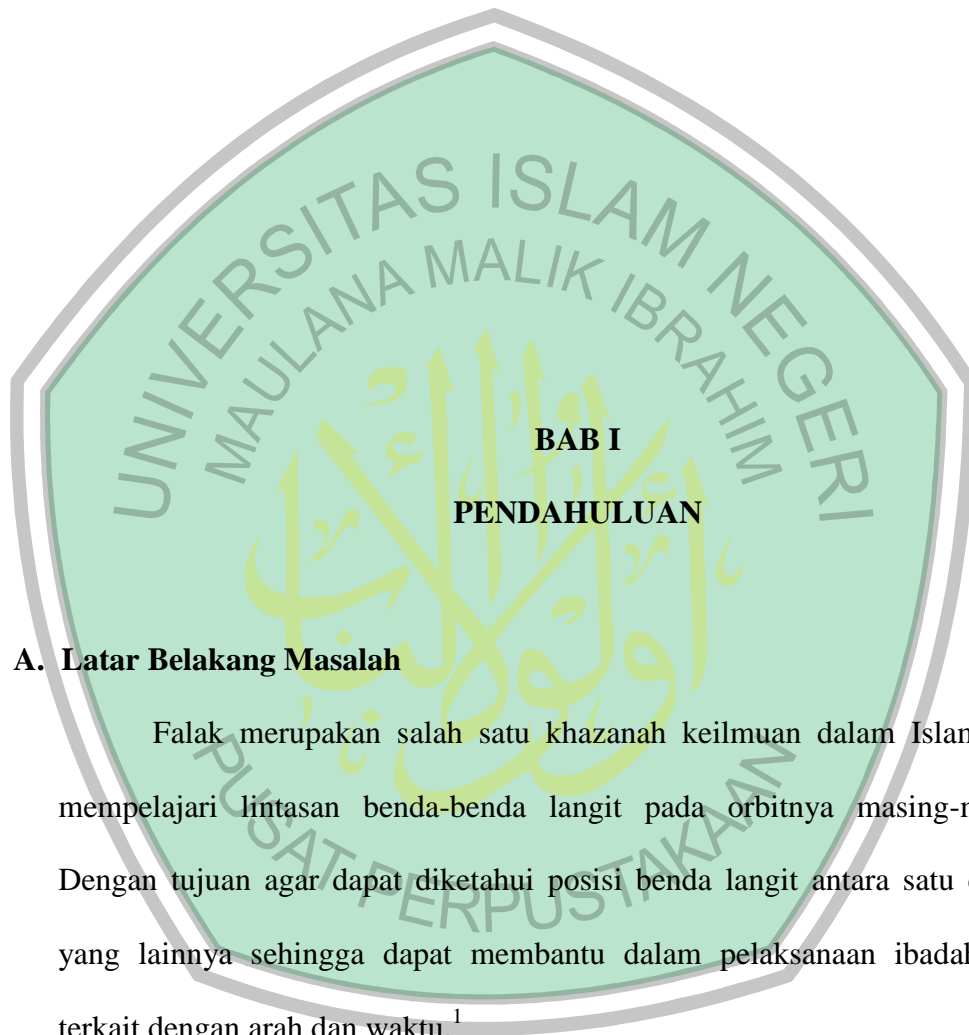 UNIVERSITAS ISLAM NEGERI
MAULANA MALIK IBRAHIM
BAB I
PENDAHULUAN
A. Latar Belakang Masalah
Falak merupakan salah satu khazanah keilmuan dalam Islam
mempelajari lintasan benda-benda langit pada orbitnya masing-
Dengan tujuan agar dapat diketahui posisi benda langit antara satu
yang lainnya sehingga dapat membantu dalam pelaksanaan ibadah
terkait dengan arah dan waktu.1
PUSAT PERPUSTAKAAN